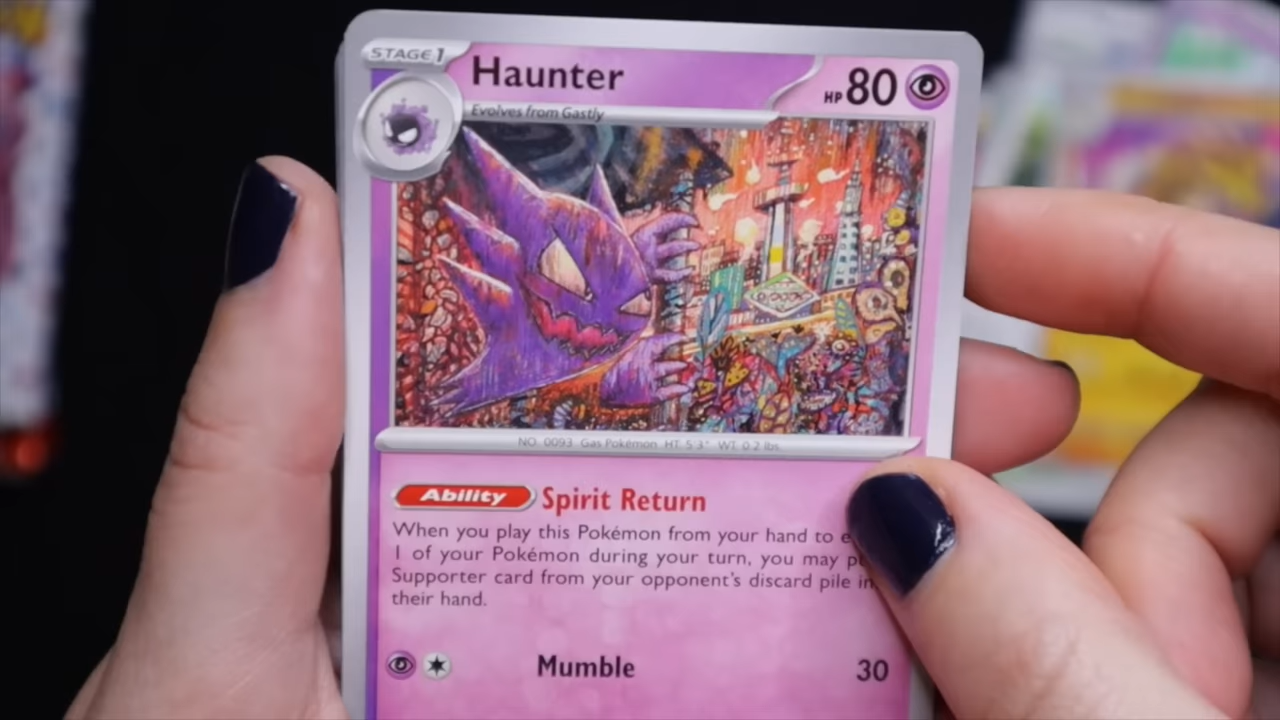 STAGE 1
Haunter
HP 80
Evolves from Gastly
NO. 0093 Gas Pokémon HT. 5'3" WT. 0.2 lbs.
Ability Spirit Return
When you play this Pokémon from your hand to
1 of your Pokémon during your turn, you may
Supporter card from your opponent's discard pile
their hand.
Mumble 30